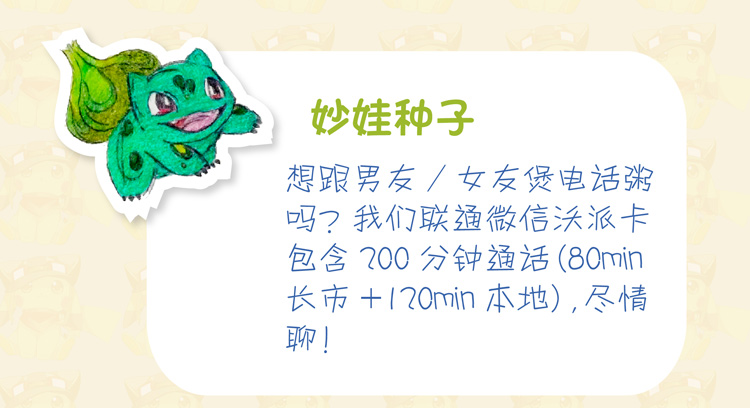 妙娃种子
想跟男友/女友煲电话粥
吗?我们联通微信沃派卡
包含200分钟通话(80min
长市+120min本地),尽情
聊!